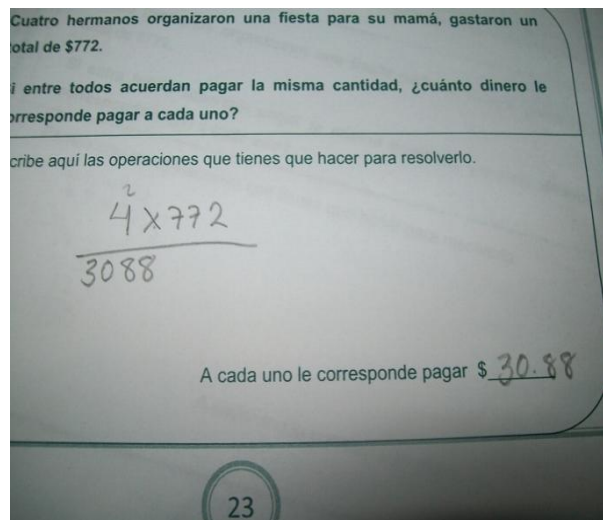 Cuatro hermanos organizaron una fiesta para su mamá, gastaron un
otal de $772.
i entre todos acuerdan pagar la misma cantidad, ¿cuánto dinero le
orresponde pagar a cada uno?
cribe aquí las operaciones que tienes que hacer para resolverlo.
2
4 x 772
3088
A cada uno le corresponde pagar $ 30.88
23